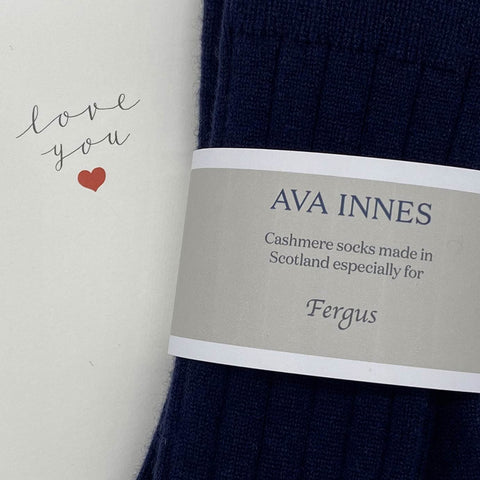 love
you
AVA INNES
Cashmere socks made in
Scotland especially for
Fergus